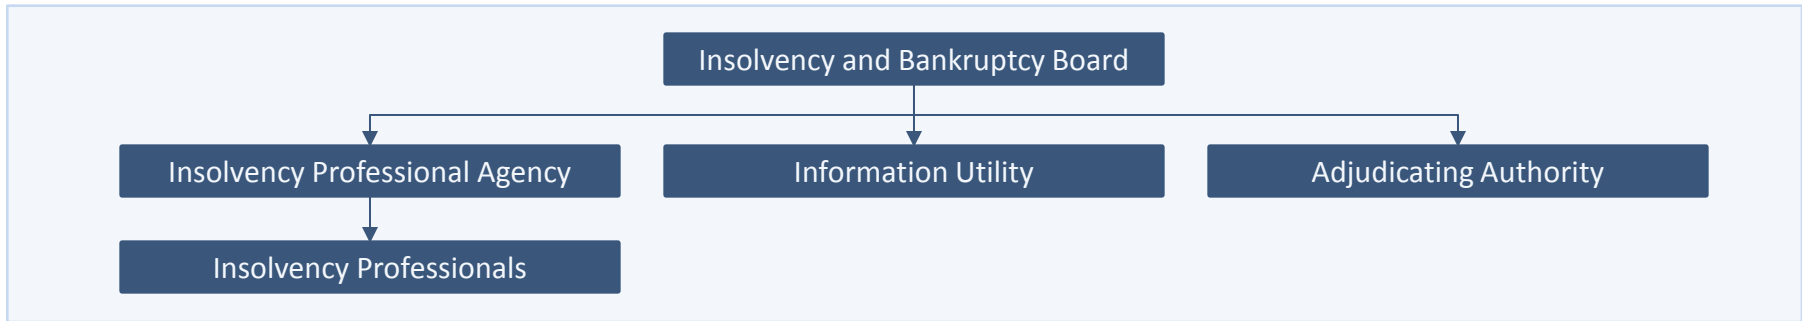 Insolvency and Bankruptcy Board
Insolvency Professional Agency
Information Utility
Adjudicating Authority
Insolvency Professionals